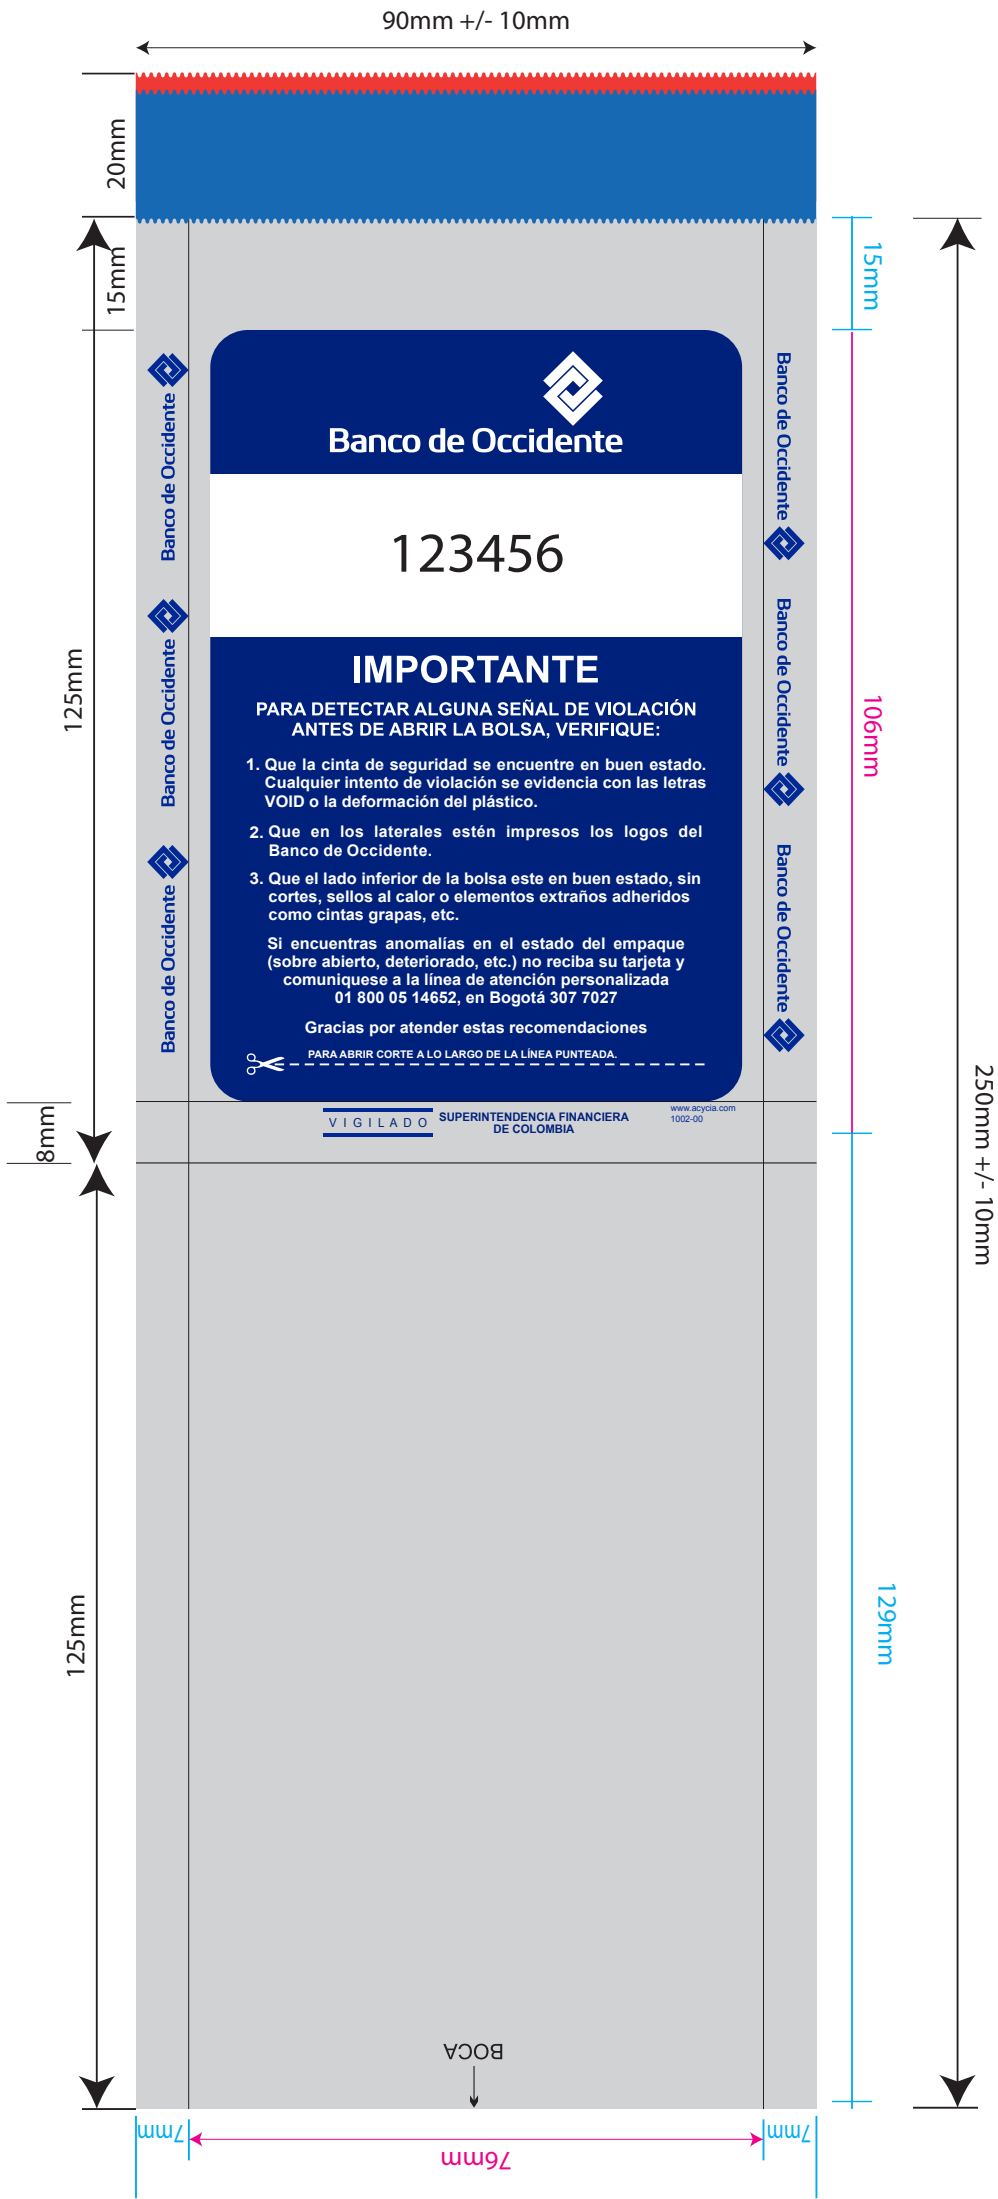 90mm +/- 10mm
20mm
15mm
15mm
Banco de Occidente
123456
Banco de Occidente
Banco de Occidente
Banco de Occidente
Banco de Occidente
Banco de Occidente
Banco de Occidente
125mm
106mm
IMPORTANTE
PARA DETECTAR ALGUNA SEÑAL DE VIOLACIÓN
ANTES DE ABRIR LA BOLSA, VERIFIQUE:
1. Que la cinta de seguridad se encuentre en buen estado.
Cualquier intento de violación se evidencia con las letras
VOID o la deformación del plástico.
2. Que en los laterales estén impresos los logos del
Banco de Occidente.
3. Que el lado inferior de la bolsa este en buen estado, sin
cortes, sellos al calor o elementos extraños adheridos
como cintas grapas, etc.
Si encuentras anomalías en el estado del empaque
(sobre abierto, deteriorado, etc.) no reciba su tarjeta y
comuniquese a la línea de atención personalizada
01 800 05 14652, en Bogotá 307 7027
Gracias por atender estas recomendaciones
PARA ABRIR CORTE A LO LARGO DE LA LÍNEA PUNTEADA.
8mm
VIGILADO
SUPERINTENDENCIA FINANCIERA
DE COLOMBIA
www.acycia.com
1002-00
250mm +/- 10mm
125mm
129mm
BOCA
7mm
76mm
7mm